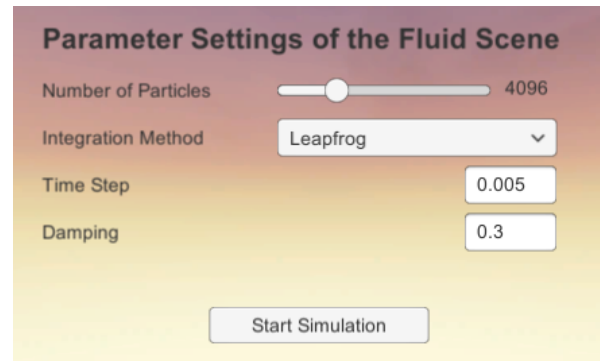 Parameter Settings of the Fluid Scene
Number of Particles 4096
Integration Method Leapfrog
Time Step 0.005
Damping 0.3
Start Simulation